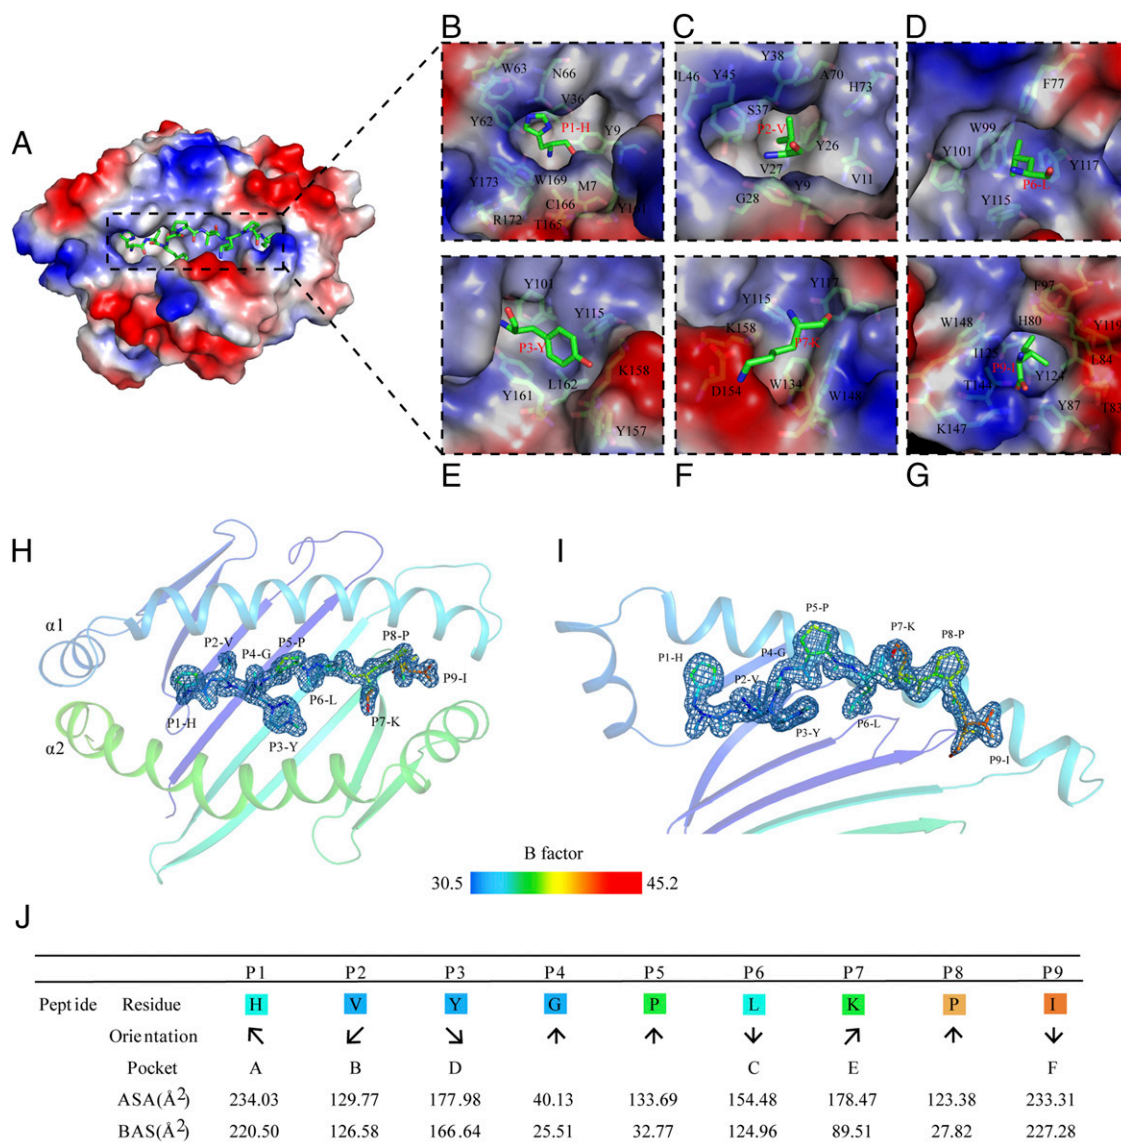 A
B
C
D
W63
N66
V36
P1-H
Y9
Y62
W169
M7
Y173
C166
R172
T165
Y38
L46
Y45
A70
H73
S37
P2-V
Y26
V27
Y9
V11
G28
F77
W99
Y101
Y117
P6-L
Y115
Y101
Y115
P3-Y
K158
L162
Y161
Y157
Y117
Y115
K158
P7-K
D154
W134
W148
F97
W148
H80
Y119
L84
Y124
T144
Y87
T83
K147
E
F
G
H
I
α1
α2
P2-V
P4-G
P5-P
P8-P
P9-I
P1-H
P6-L
P7-K
P3-Y
P5-P
P7-K
P8-P
P1-H
P4-G
P2-V
P6-L
P3-Y
P9-I
B factor
30.5 45.2
J
P1 P2 P3 P4 P5 P6 P7 P8 P9
Peptide Residue H V Y G P L K P I
Orientation ↖ ↙ ↘ ↑ ↑ ↓ ↗ ↑ ↓
Pocket A B D C E F
ASA(Å²) 234.03 129.77 177.98 40.13 133.69 154.48 178.47 123.38 233.31
BAS(Å²) 220.50 126.58 166.64 25.51 32.77 124.96 89.51 27.82 227.28